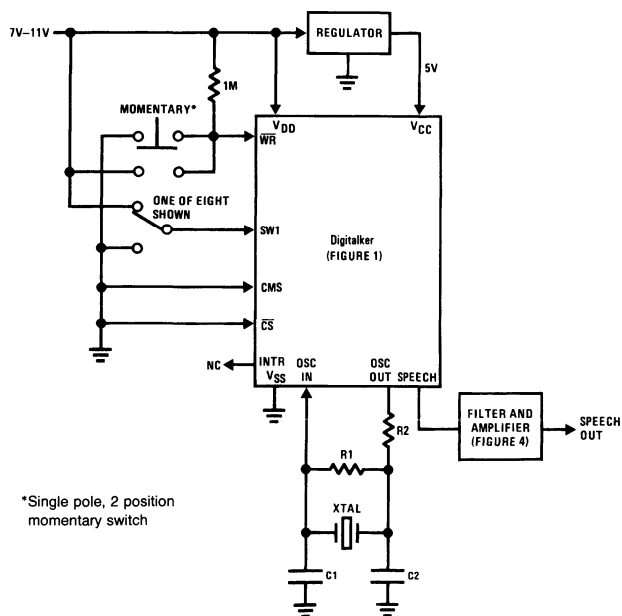 7V–11V
REGULATOR
5V
1M
MOMENTARY*
VDD
VCC
WR
ONE OF EIGHT
SHOWN
SW1
Digitalker
(FIGURE 1)
CMS
CS
NC
INTR
VSS
OSC
IN
OSC
OUT
SPEECH
R2
FILTER AND
AMPLIFIER
(FIGURE 4)
SPEECH
OUT
R1
*Single pole, 2 position
momentary switch
XTAL
C1
C2